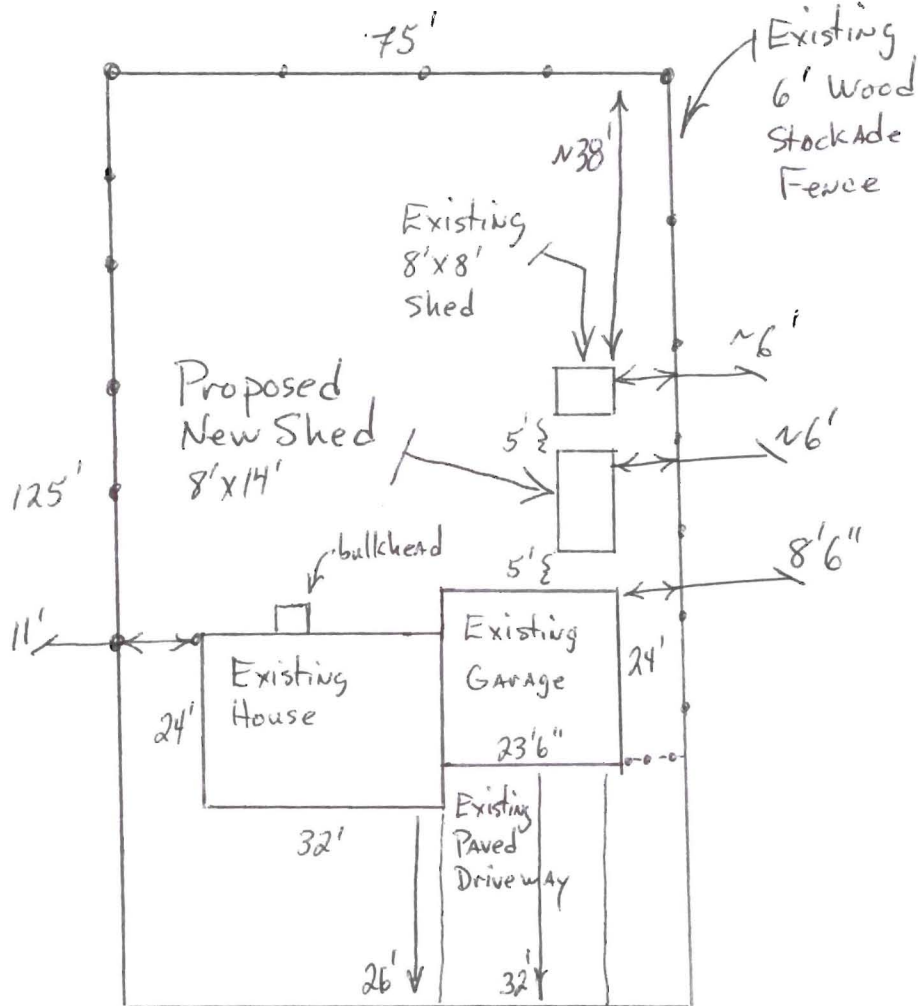 75'
Existing
6' Wood
Stockade
Fence
~38'
Existing
8'x8'
Shed
~6'
Proposed
New Shed
8'x14'
5'
~6'
125'
bulkhead
5'
8'6"
11'
Existing
House
Existing
Garage
24'
24'
23'6"
32'
Existing
Paved
Driveway
26'
32'